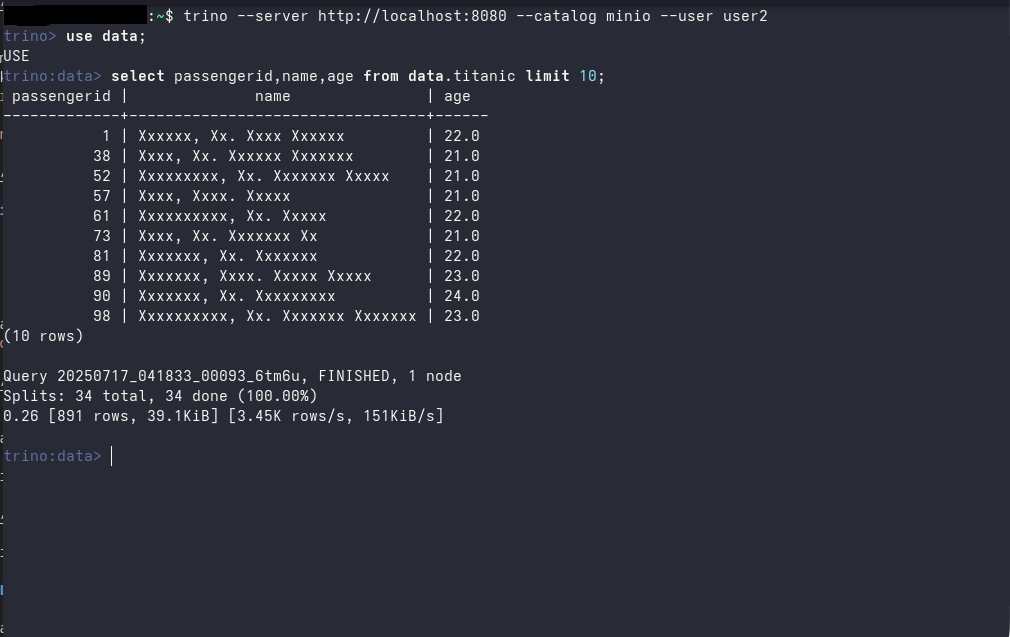 :~$ trino --server http://localhost:8080 --catalog minio --user user2
trino> use data;
USE
trino:data> select passengerid,name,age from data.titanic limit 10;
 passengerid |              name               | age
-------------+---------------------------------+------
           1 | Xxxxxx, Xx. Xxxx Xxxxxx         | 22.0
          38 | Xxxx, Xx. Xxxxxx Xxxxxxx        | 21.0
          52 | Xxxxxxxxx, Xx. Xxxxxxx Xxxxx    | 21.0
          57 | Xxxx, Xxxx. Xxxxx               | 21.0
          61 | Xxxxxxxxxx, Xx. Xxxxx           | 22.0
          73 | Xxxx, Xx. Xxxxxxx Xx            | 21.0
          81 | Xxxxxxx, Xx. Xxxxxxx            | 22.0
          89 | Xxxxxxx, Xxxx. Xxxxx Xxxxx      | 23.0
          90 | Xxxxxxx, Xx. Xxxxxxxxx          | 24.0
          98 | Xxxxxxxxxx, Xx. Xxxxxxx Xxxxxxx | 23.0
(10 rows)

Query 20250717_041833_00093_6tm6u, FINISHED, 1 node
Splits: 34 total, 34 done (100.00%)
0.26 [891 rows, 39.1KiB] [3.45K rows/s, 151KiB/s]

trino:data>